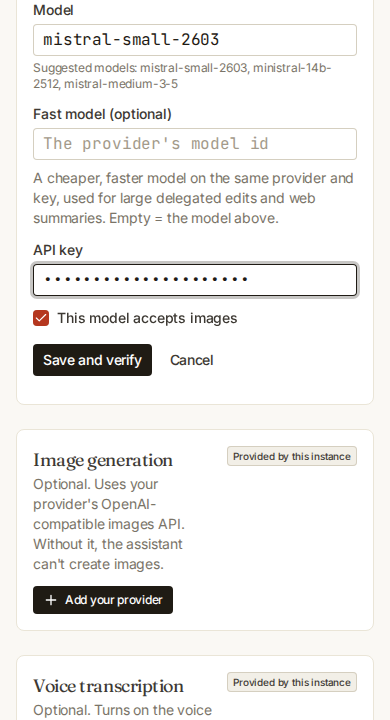 Model
mistral-small-2603
Suggested models: mistral-small-2603, ministral-14b-
2512, mistral-medium-3-5
Fast model (optional)
The provider's model id
A cheaper, faster model on the same provider and
key, used for large delegated edits and web
summaries. Empty = the model above.
API key
•••••••••••••••••••••
This model accepts images
Save and verify Cancel
Image generation
Provided by this instance
Optional. Uses your
provider's OpenAI-
compatible images API.
Without it, the assistant
can't create images.
+ Add your provider
Voice transcription
Provided by this instance
Optional. Turns on the voice